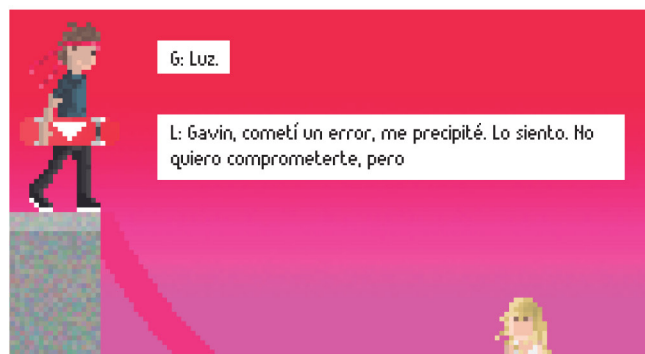 G: Luz.
L: Gavin, cometí un error, me precipité. Lo siento. No
quiero comprometerte, pero